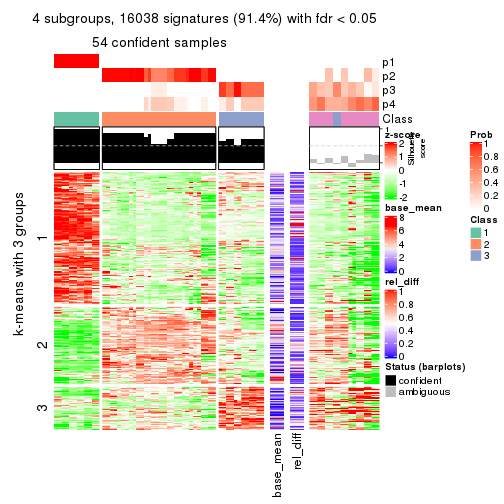 4 subgroups, 16038 signatures (91.4%) with fdr < 0.05
54 confident samples
p1
p2
p3
p4
Class
Silhouette score
k-means with 3 groups
1
2
3
base_mean
rel_diff
z-score
2
1
0
-1
-2
base_mean
8
6
4
2
0
rel_diff
1
0.8
0.6
0.4
0.2
0
Status (barplots)
confident
ambiguous
Prob
1
0.8
0.6
0.4
0.2
0
Class
1
2
3